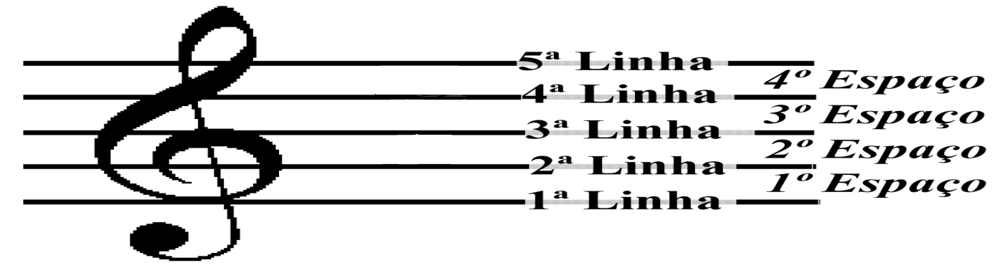 5ª Linha
4º Espaço
4ª Linha
3º Espaço
3ª Linha
2º Espaço
2ª Linha
1º Espaço
1ª Linha